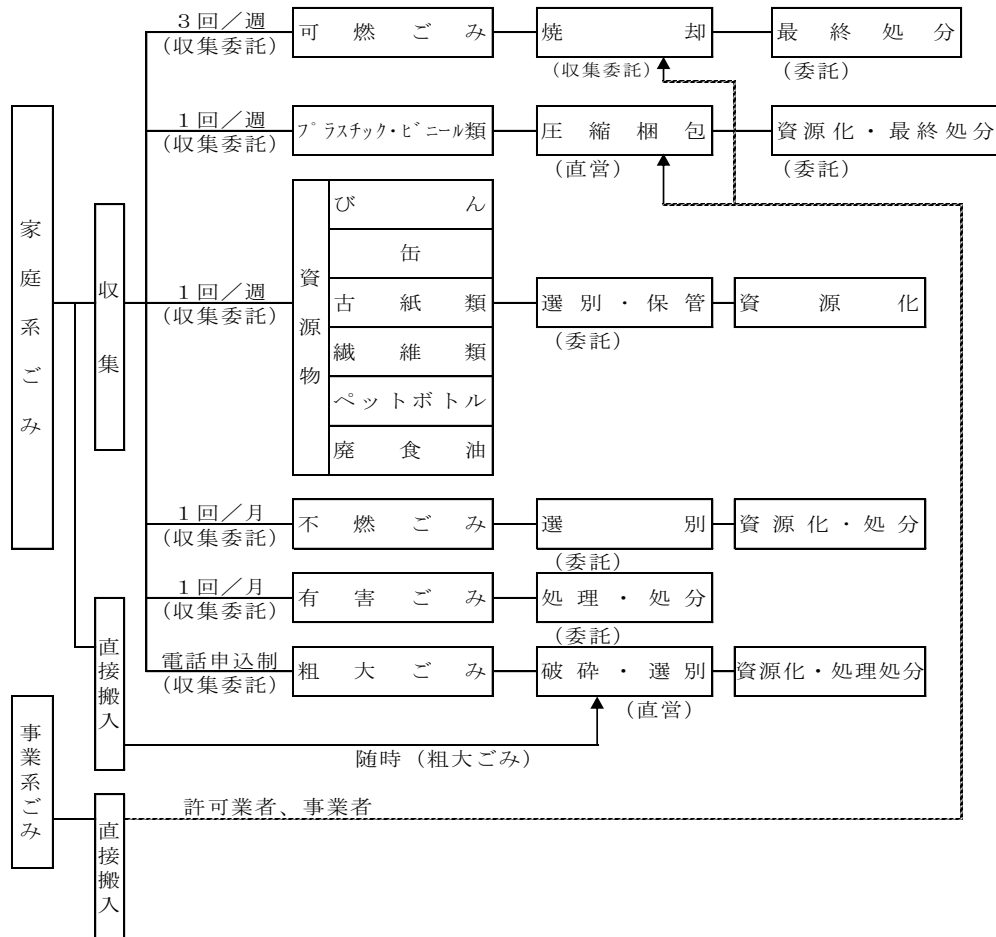 家庭系ごみ
収集
3回／週
(収集委託)
可燃ごみ
焼却
(収集委託)
最終処分
(委託)
1回／週
(収集委託)
プラスチック・ビニール類
圧縮梱包
(直営)
資源化・最終処分
(委託)
1回／週
(収集委託)
資源物
びん
缶
古紙類
繊維類
ペットボトル
廃食油
選別・保管
(委託)
資源化
1回／月
(収集委託)
不燃ごみ
選別
(委託)
資源化・処分
1回／月
(収集委託)
有害ごみ
処理・処分
(委託)
電話申込制
(収集委託)
粗大ごみ
破砕・選別
(直営)
資源化・処理処分
直接搬入
随時（粗大ごみ）
事業系ごみ
直接搬入
許可業者、事業者